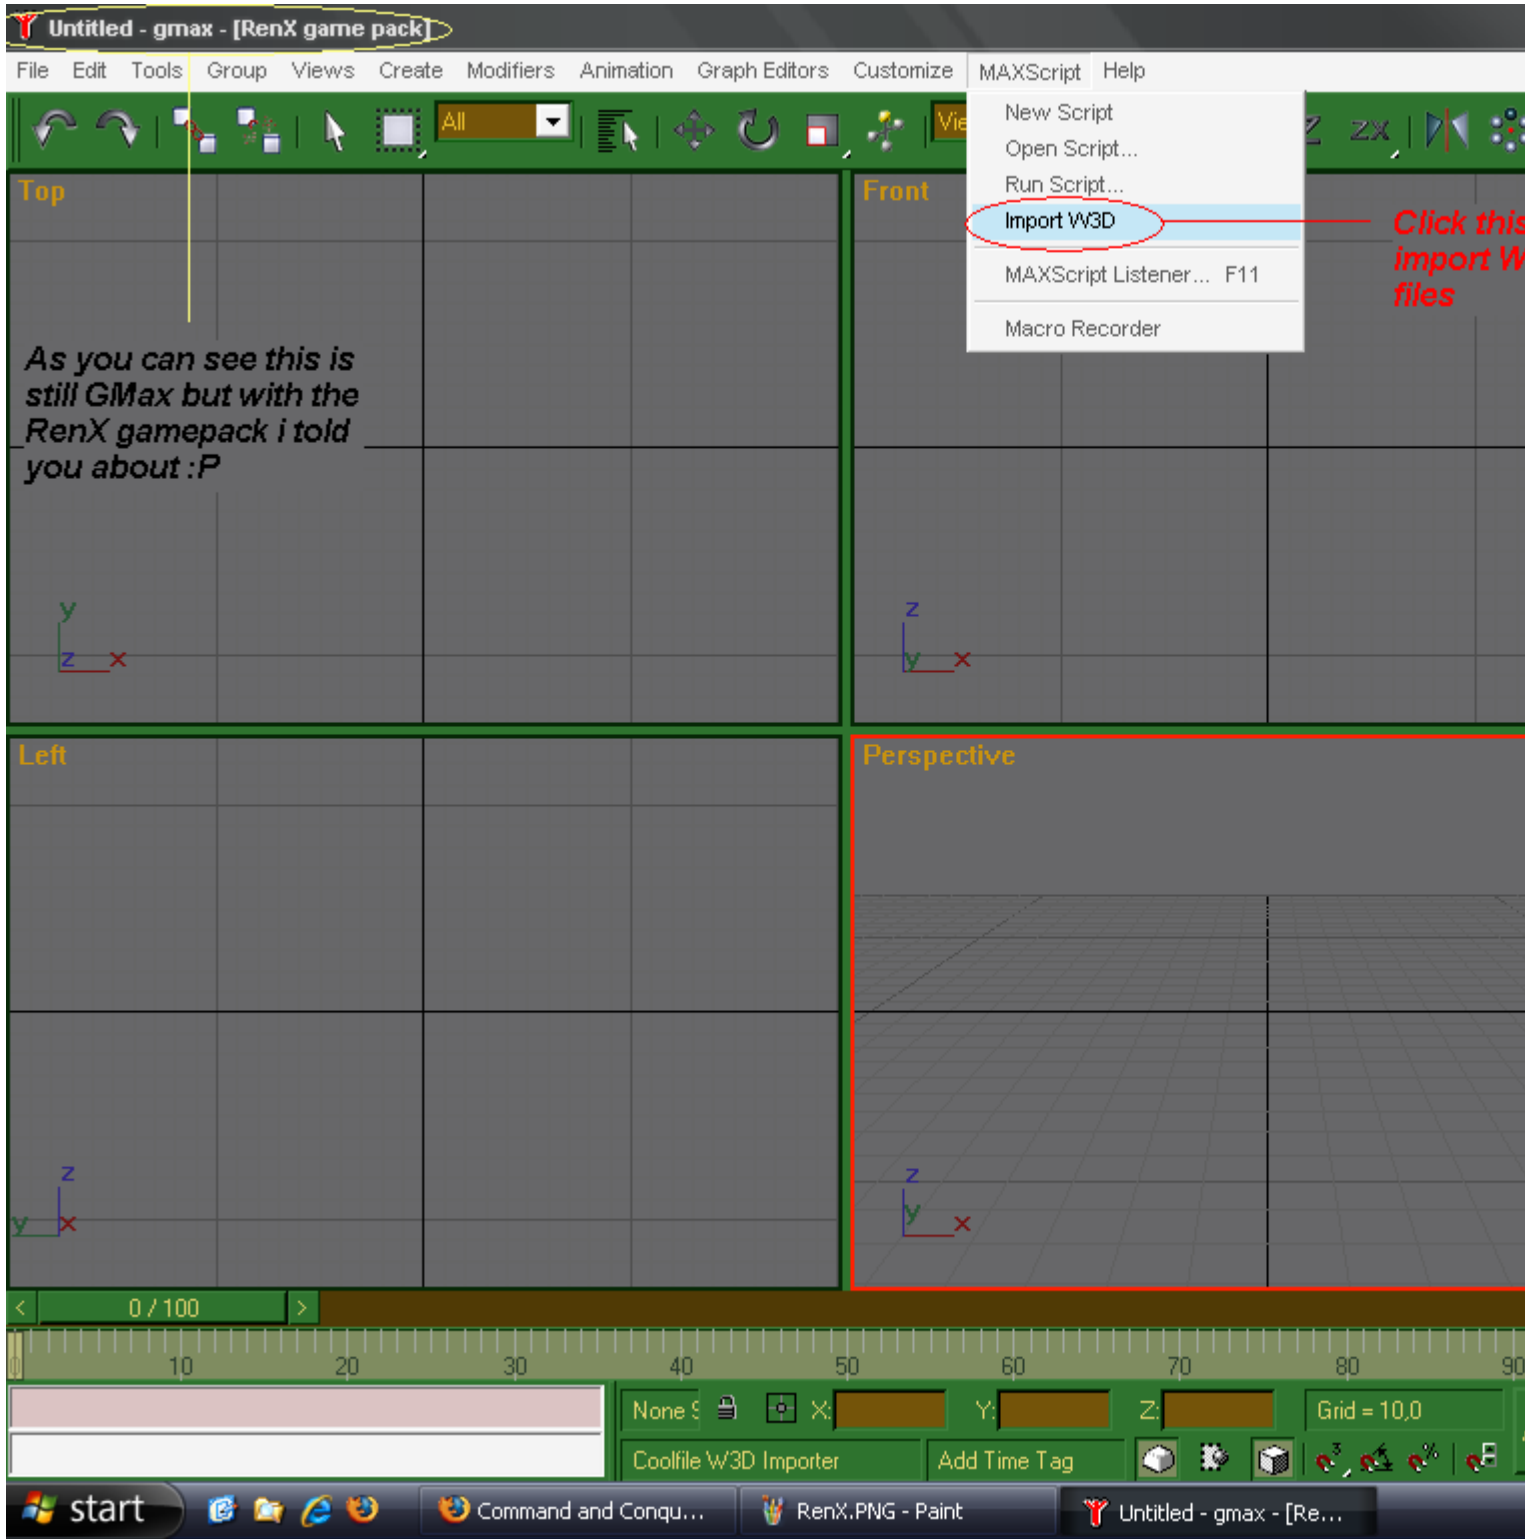 Untitled - gmax - [RenX game pack]
File Edit Tools Group Views Create Modifiers Animation Graph Editors Customize MAXScript Help
All
New Script
Open Script...
Run Script...
Import W3D
MAXScript Listener... F11
Macro Recorder
ZX
Top
Front
Click this
import
files
As you can see this is
still GMax but with the
RenX gamepack i told
you about :P
y
z x
z
y x
Left
Perspective
z
y x
z
y x
< 0 / 100 >
0 10 20 30 40 50 60 70 80 90
None X: Y: Z: Grid = 10,0
Coolfile W3D Importer Add Time Tag
start Command and Conqu... RenX.PNG - Paint Untitled - gmax - [Re...